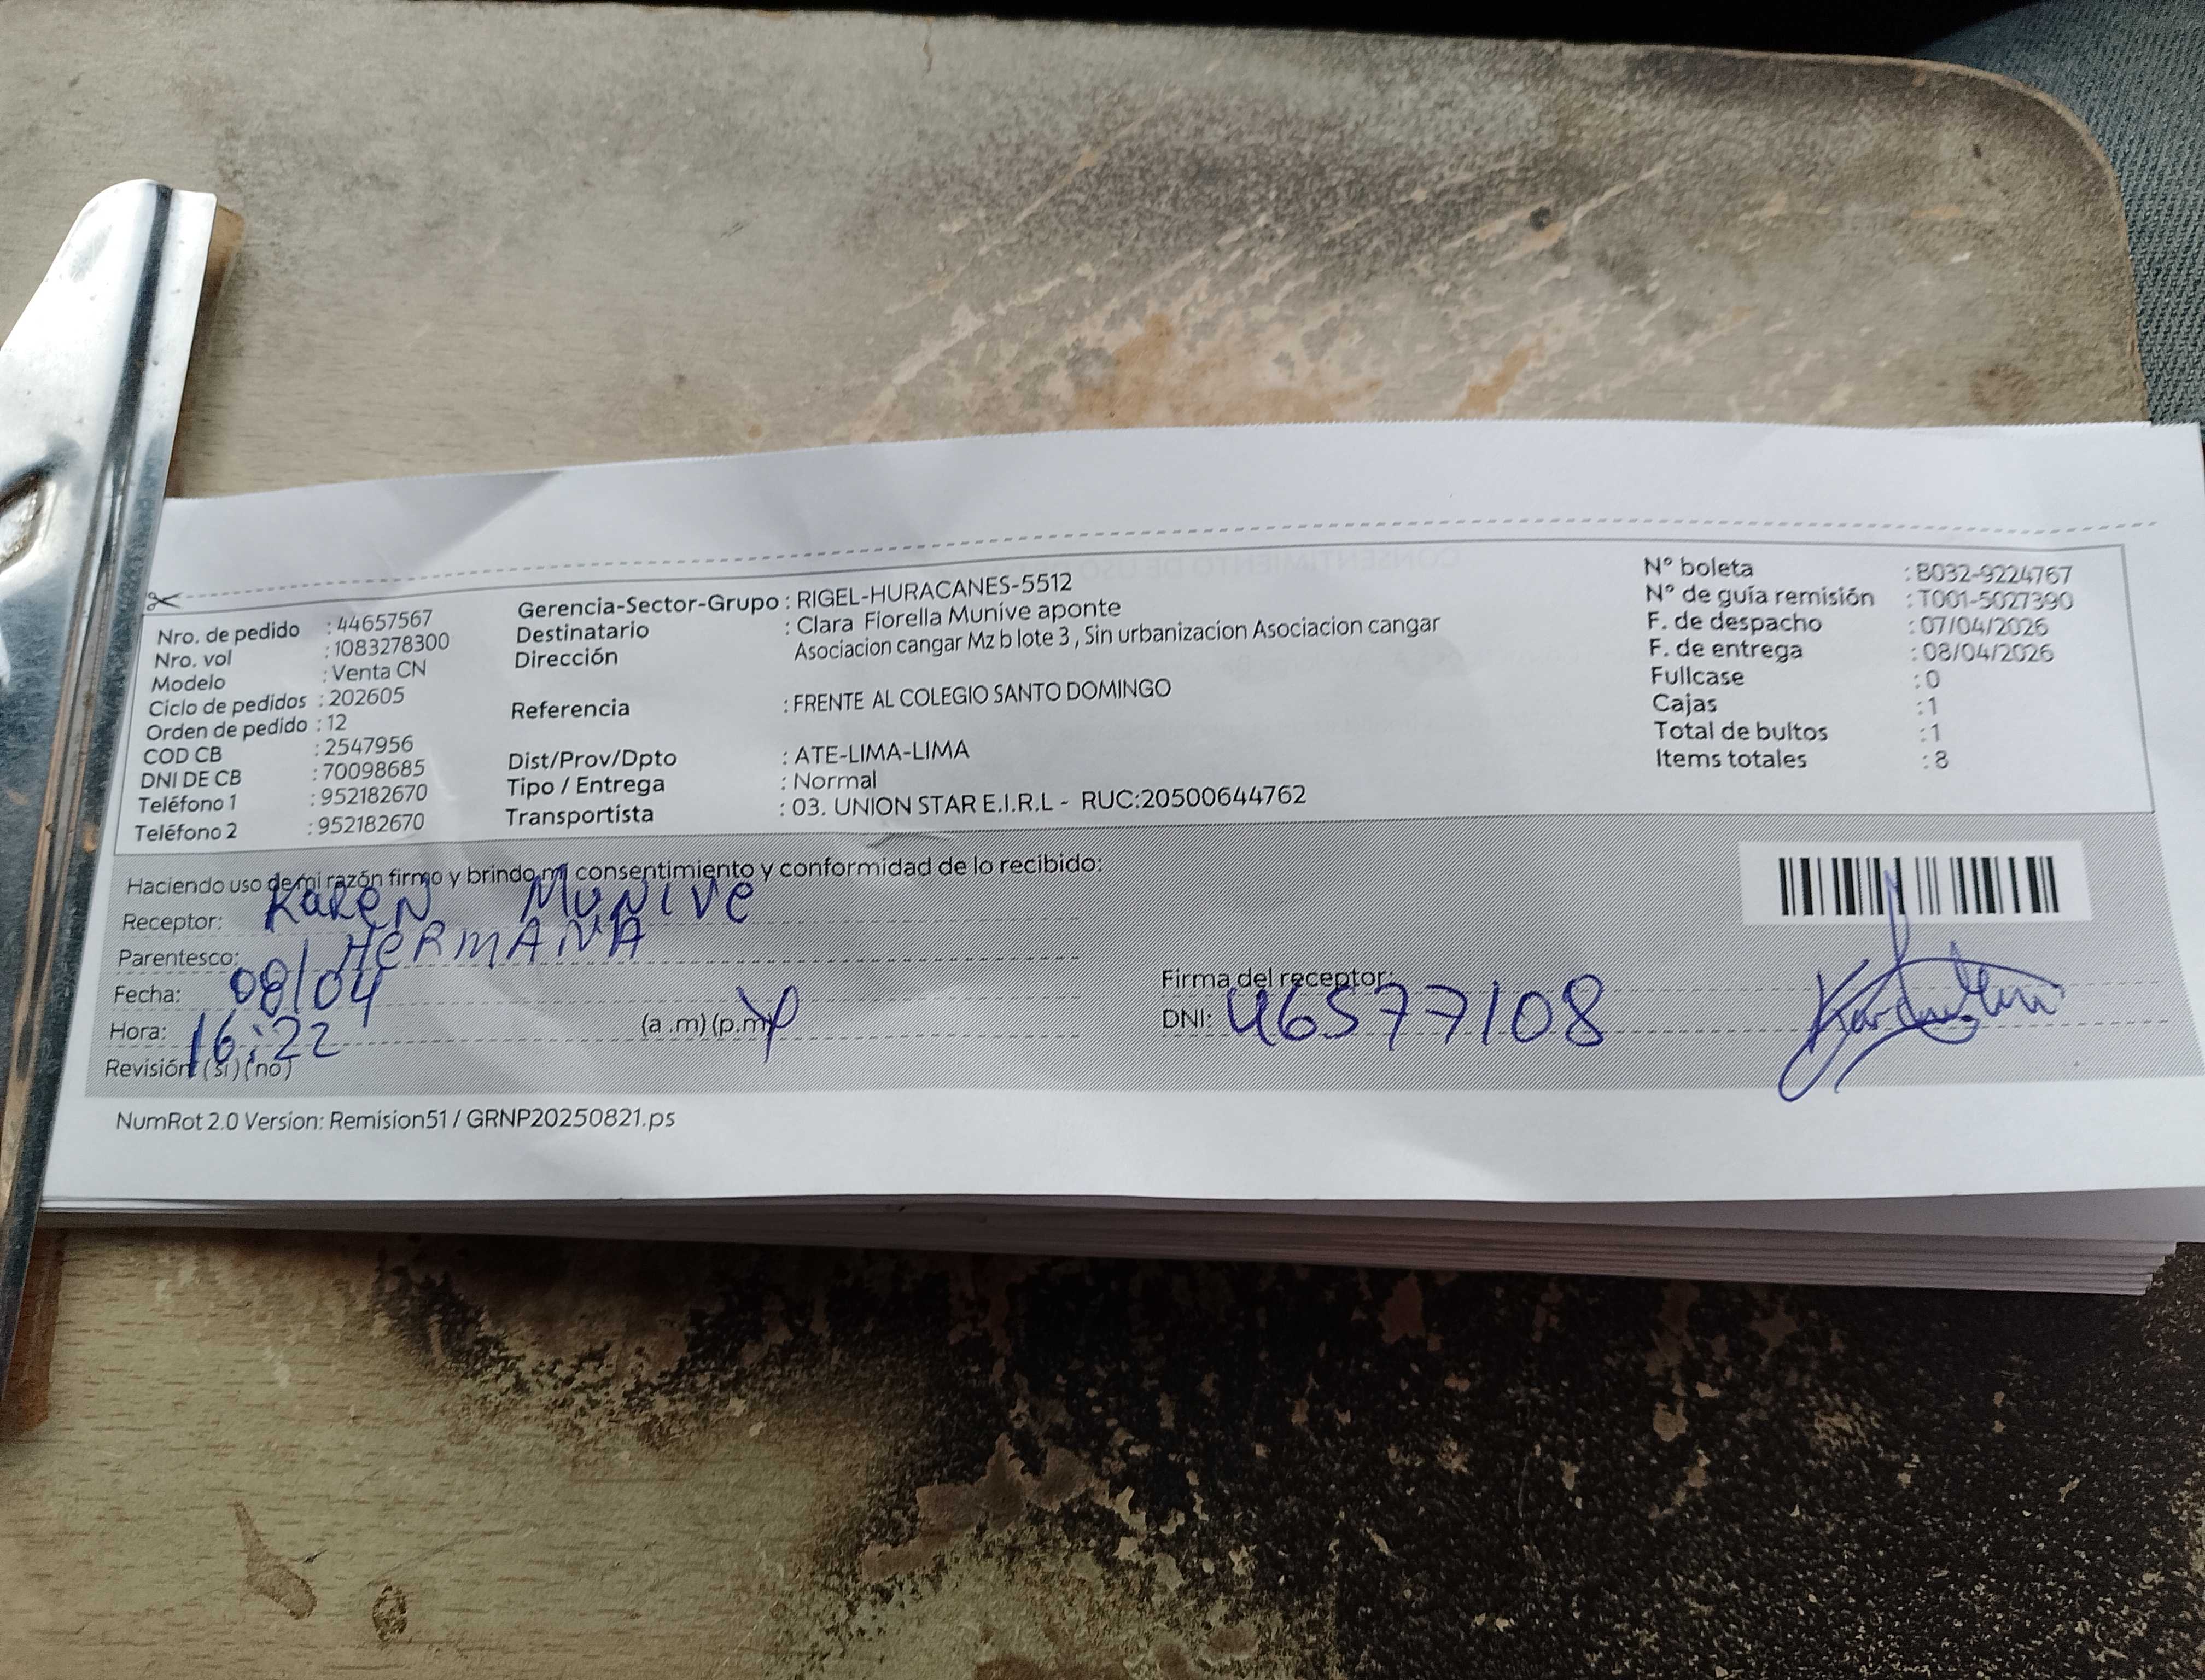 Nro. de pedido : 44657567
Nro. vol : 1083278300
Modelo : Venta CN
Ciclo de pedidos : 202605
Orden de pedido : 12
COD CB : 2547956
DNI DE CB : 70098685
Teléfono 1 : 952182670
Teléfono 2 : 952182670
Gerencia-Sector-Grupo : RIGEL-HURACANES-5512
Destinatario : Clara Fiorella Munive aponte
Dirección Asociacion cangar Mz b lote 3 , Sin urbanizacion Asociacion cangar
Referencia : FRENTE AL COLEGIO SANTO DOMINGO
Dist/Prov/Dpto : ATE-LIMA-LIMA
Tipo / Entrega : Normal
Transportista : 03. UNION STAR E.I.R.L - RUC:20500644762
N° boleta : B032-9224767
N° de guía remisión : T001-5027390
F. de despacho : 07/04/2026
F. de entrega : 08/04/2026
Fullcase : 0
Cajas : 1
Total de bultos : 1
Items totales : 8
Haciendo uso de mi razón firmo y brindo mi consentimiento y conformidad de lo recibido:
Receptor: KAREN MUNIVE
Parentesco: HERMANA
Fecha: 08/04
Hora: 16:22 (a .m) (p.m)
Revisión: (si) (no)
Firma del receptor:
DNI: 46577108
NumRot 2.0 Version: Remision51 / GRNP20250821.ps